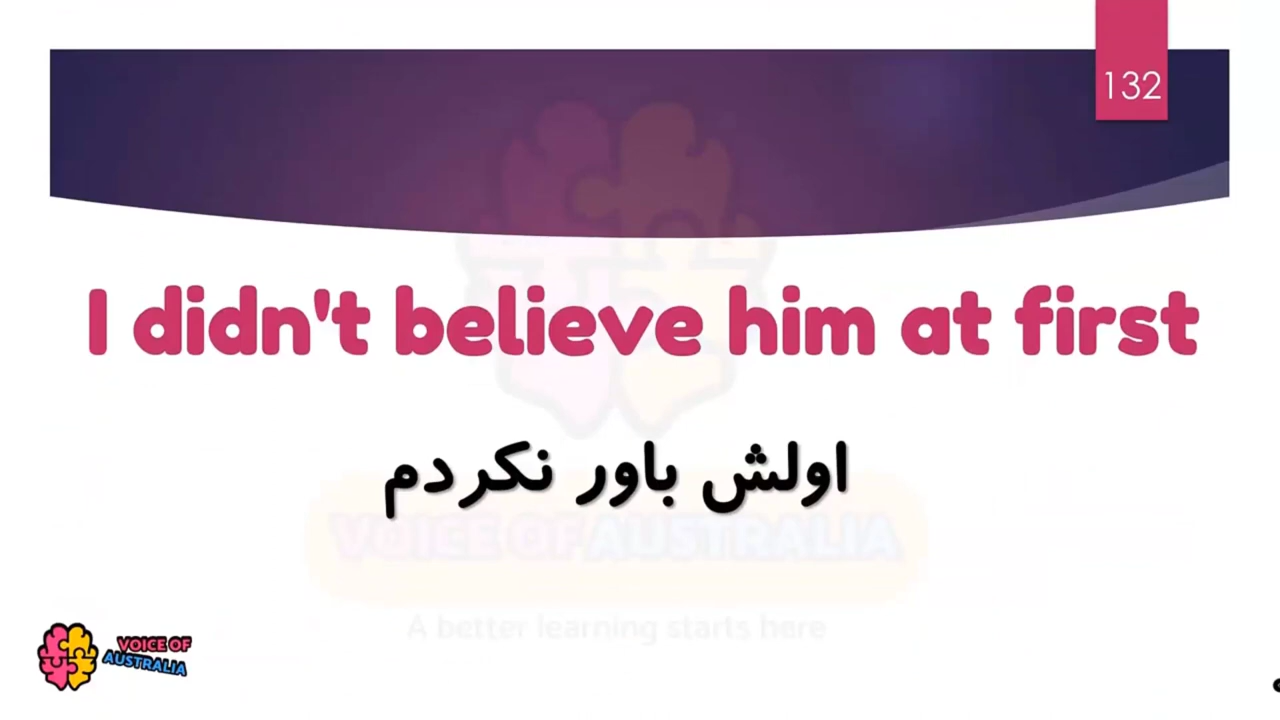 132
I didn't believe him at first
اولش باور نکردم
VOICE OF AUSTRALIA
A better learning starts here
VOICE OF
AUSTRALIA